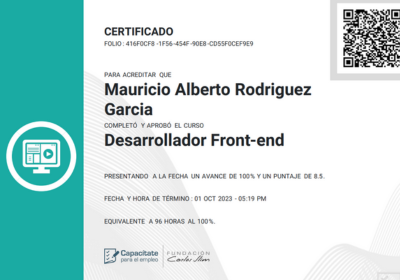 CERTIFICADO
FOLIO : 416F0CF8 -1F56 -454F -90EB -CD55F0CEF9E9
PARA ACREDITAR QUE
Mauricio Alberto Rodriguez
Garcia
COMPLETÓ Y APROBÓ EL CURSO
Desarrollador Front-end
PRESENTANDO A LA FECHA UN AVANCE DE 100% Y UN PUNTAJE DE 8.5.
FECHA Y HORA DE TÉRMINO : 01 OCT 2023 - 05:19 PM
EQUIVALENTE A 96 HORAS AL 100%.
Capacítate
para el empleo
FUNDACIÓN
Carlos Slim